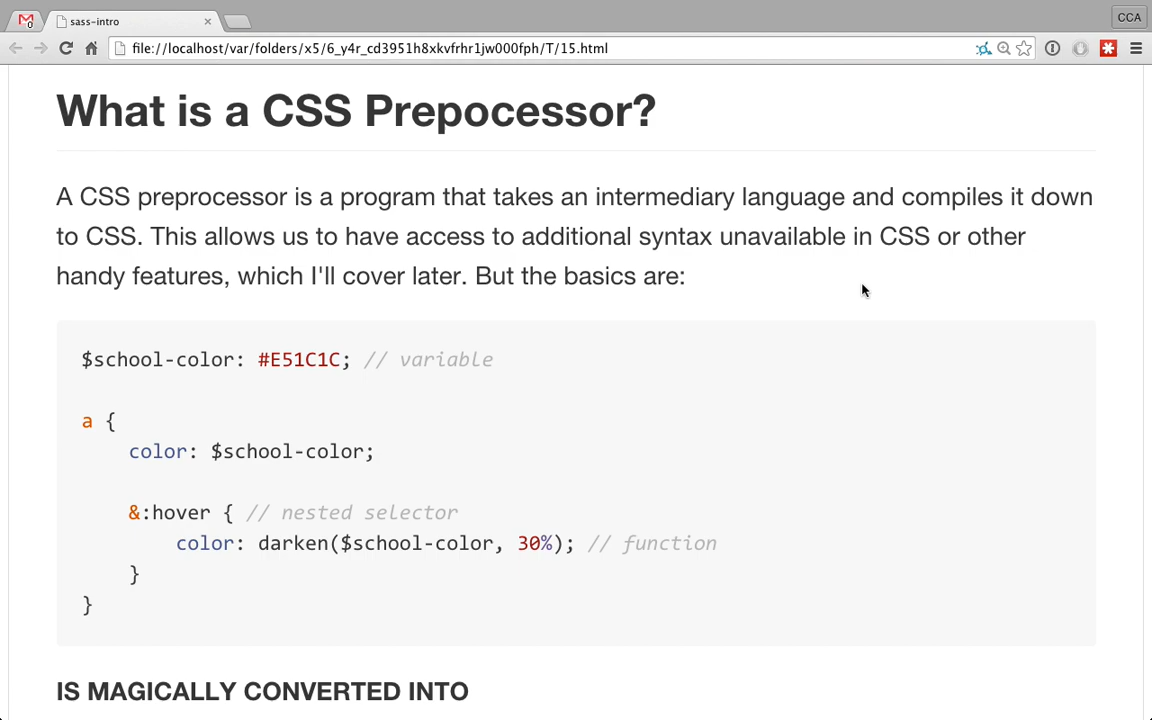 0
sass-intro
CCA
file://localhost/var/folders/x5/6_y4r_cd3951h8xkvfrhr1jw000fph/T/15.html
What is a CSS Prepocessor?
A CSS preprocessor is a program that takes an intermediary language and compiles it down
to CSS. This allows us to have access to additional syntax unavailable in CSS or other
handy features, which I'll cover later. But the basics are:
$school-color: #E51C1C; // variable
a {
color: $school-color;
&:hover { // nested selector
color: darken($school-color, 30%); // function
}
}
IS MAGICALLY CONVERTED INTO